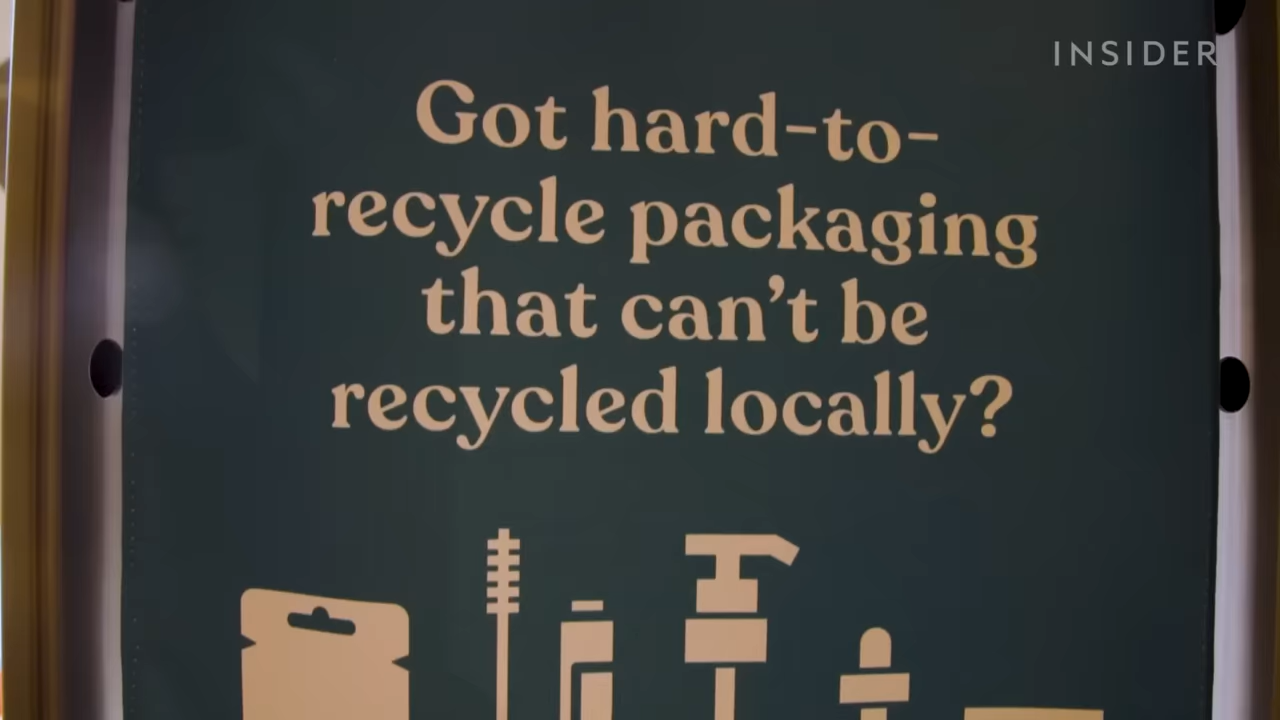 INSIDER
Got hard-to-
recycle packaging
that can't be
recycled locally?